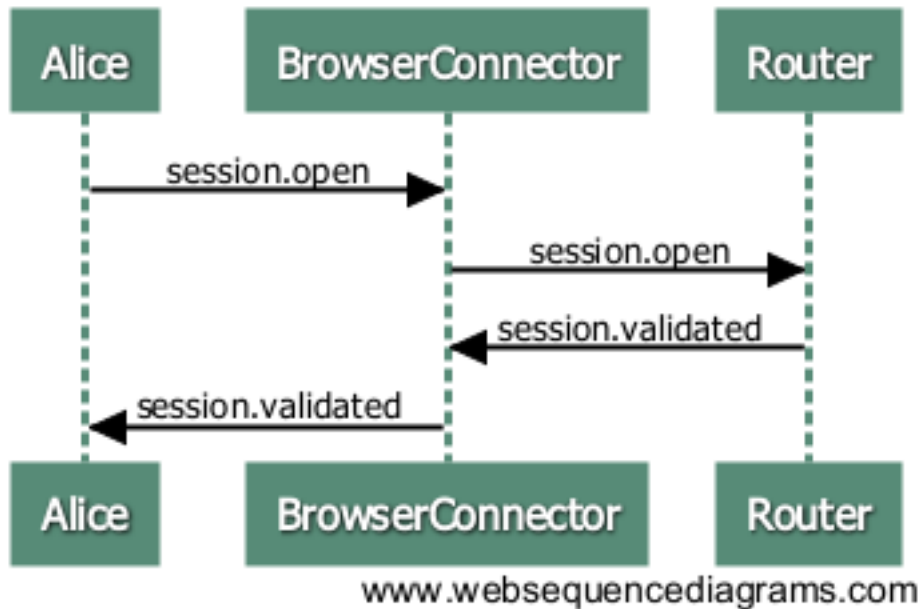 Alice BrowserConnector Router
session.open
session.open
session.validated
session.validated
Alice BrowserConnector Router
www.websequencediagrams.com